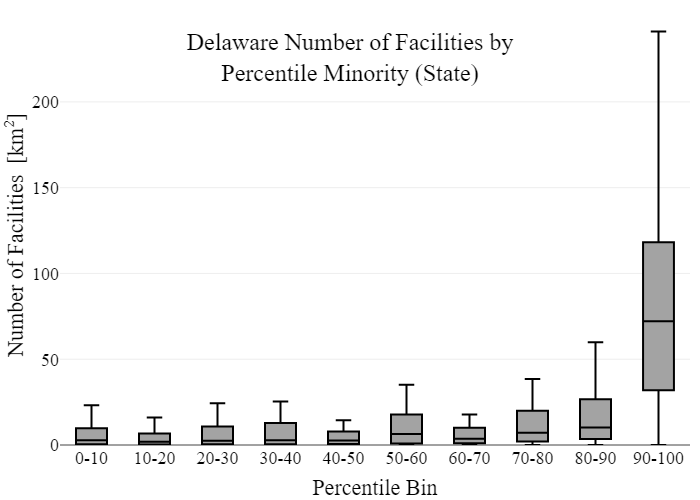 Delaware Number of Facilities by
Percentile Minority (State)
Number of Facilities [km²]
200
150
100
50
0
0-10 10-20 20-30 30-40 40-50 50-60 60-70 70-80 80-90 90-100
Percentile Bin